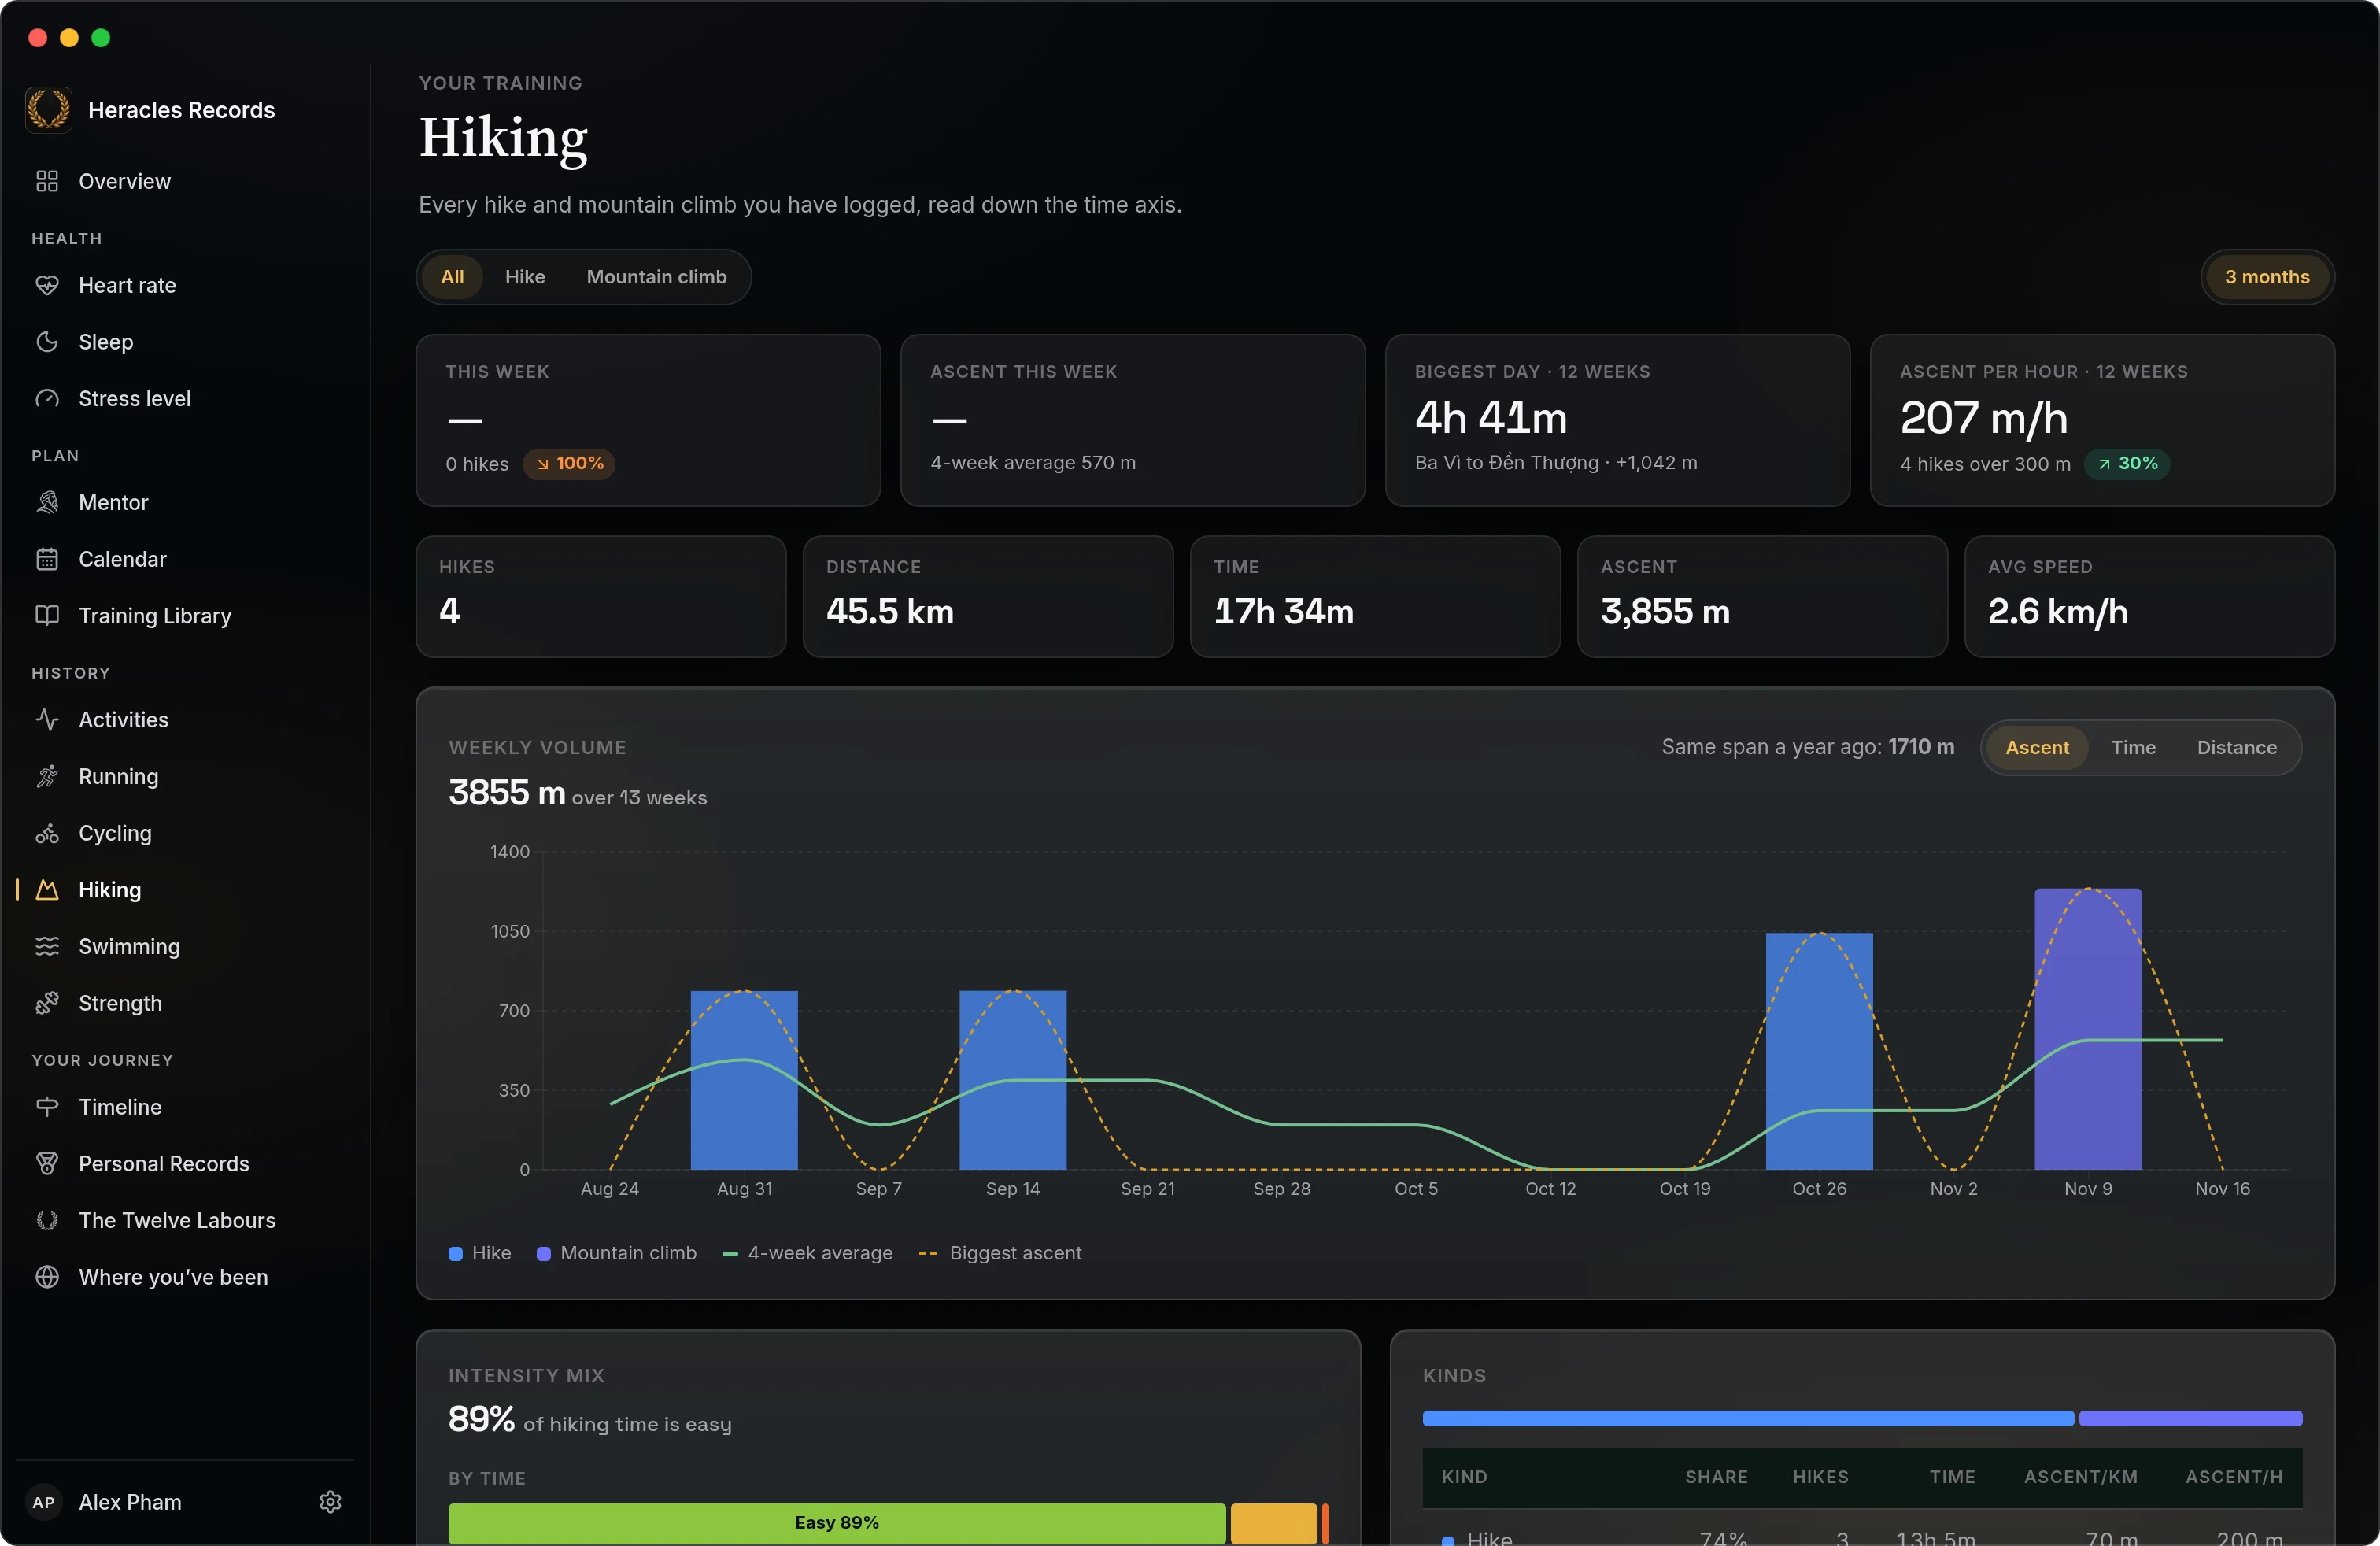 Heracles Records
Overview
HEALTH
Heart rate
Sleep
Stress level
PLAN
Mentor
Calendar
Training Library
HISTORY
Activities
Running
Cycling
Hiking
Swimming
Strength
YOUR JOURNEY
Timeline
Personal Records
The Twelve Labours
Where you’ve been
AP Alex Pham
YOUR TRAINING
Hiking
Every hike and mountain climb you have logged, read down the time axis.
All Hike Mountain climb
3 months
THIS WEEK
—
0 hikes ↘ 100%
ASCENT THIS WEEK
—
4-week average 570 m
BIGGEST DAY · 12 WEEKS
4h 41m
Ba Vì to Đền Thượng · +1,042 m
ASCENT PER HOUR · 12 WEEKS
207 m/h
4 hikes over 300 m ↗ 30%
HIKES
4
DISTANCE
45.5 km
TIME
17h 34m
ASCENT
3,855 m
AVG SPEED
2.6 km/h
WEEKLY VOLUME
3855 m over 13 weeks
Same span a year ago: 1710 m
Ascent Time Distance
1400
1050
700
350
0
Aug 24 Aug 31 Sep 7 Sep 14 Sep 21 Sep 28 Oct 5 Oct 12 Oct 19 Oct 26 Nov 2 Nov 9 Nov 16
Hike Mountain climb 4-week average Biggest ascent
INTENSITY MIX
89% of hiking time is easy
BY TIME
Easy 89%
KINDS
KIND SHARE HIKES TIME ASCENT/KM ASCENT/H
Hike 74% 3 13h 5m 70 m 200 m